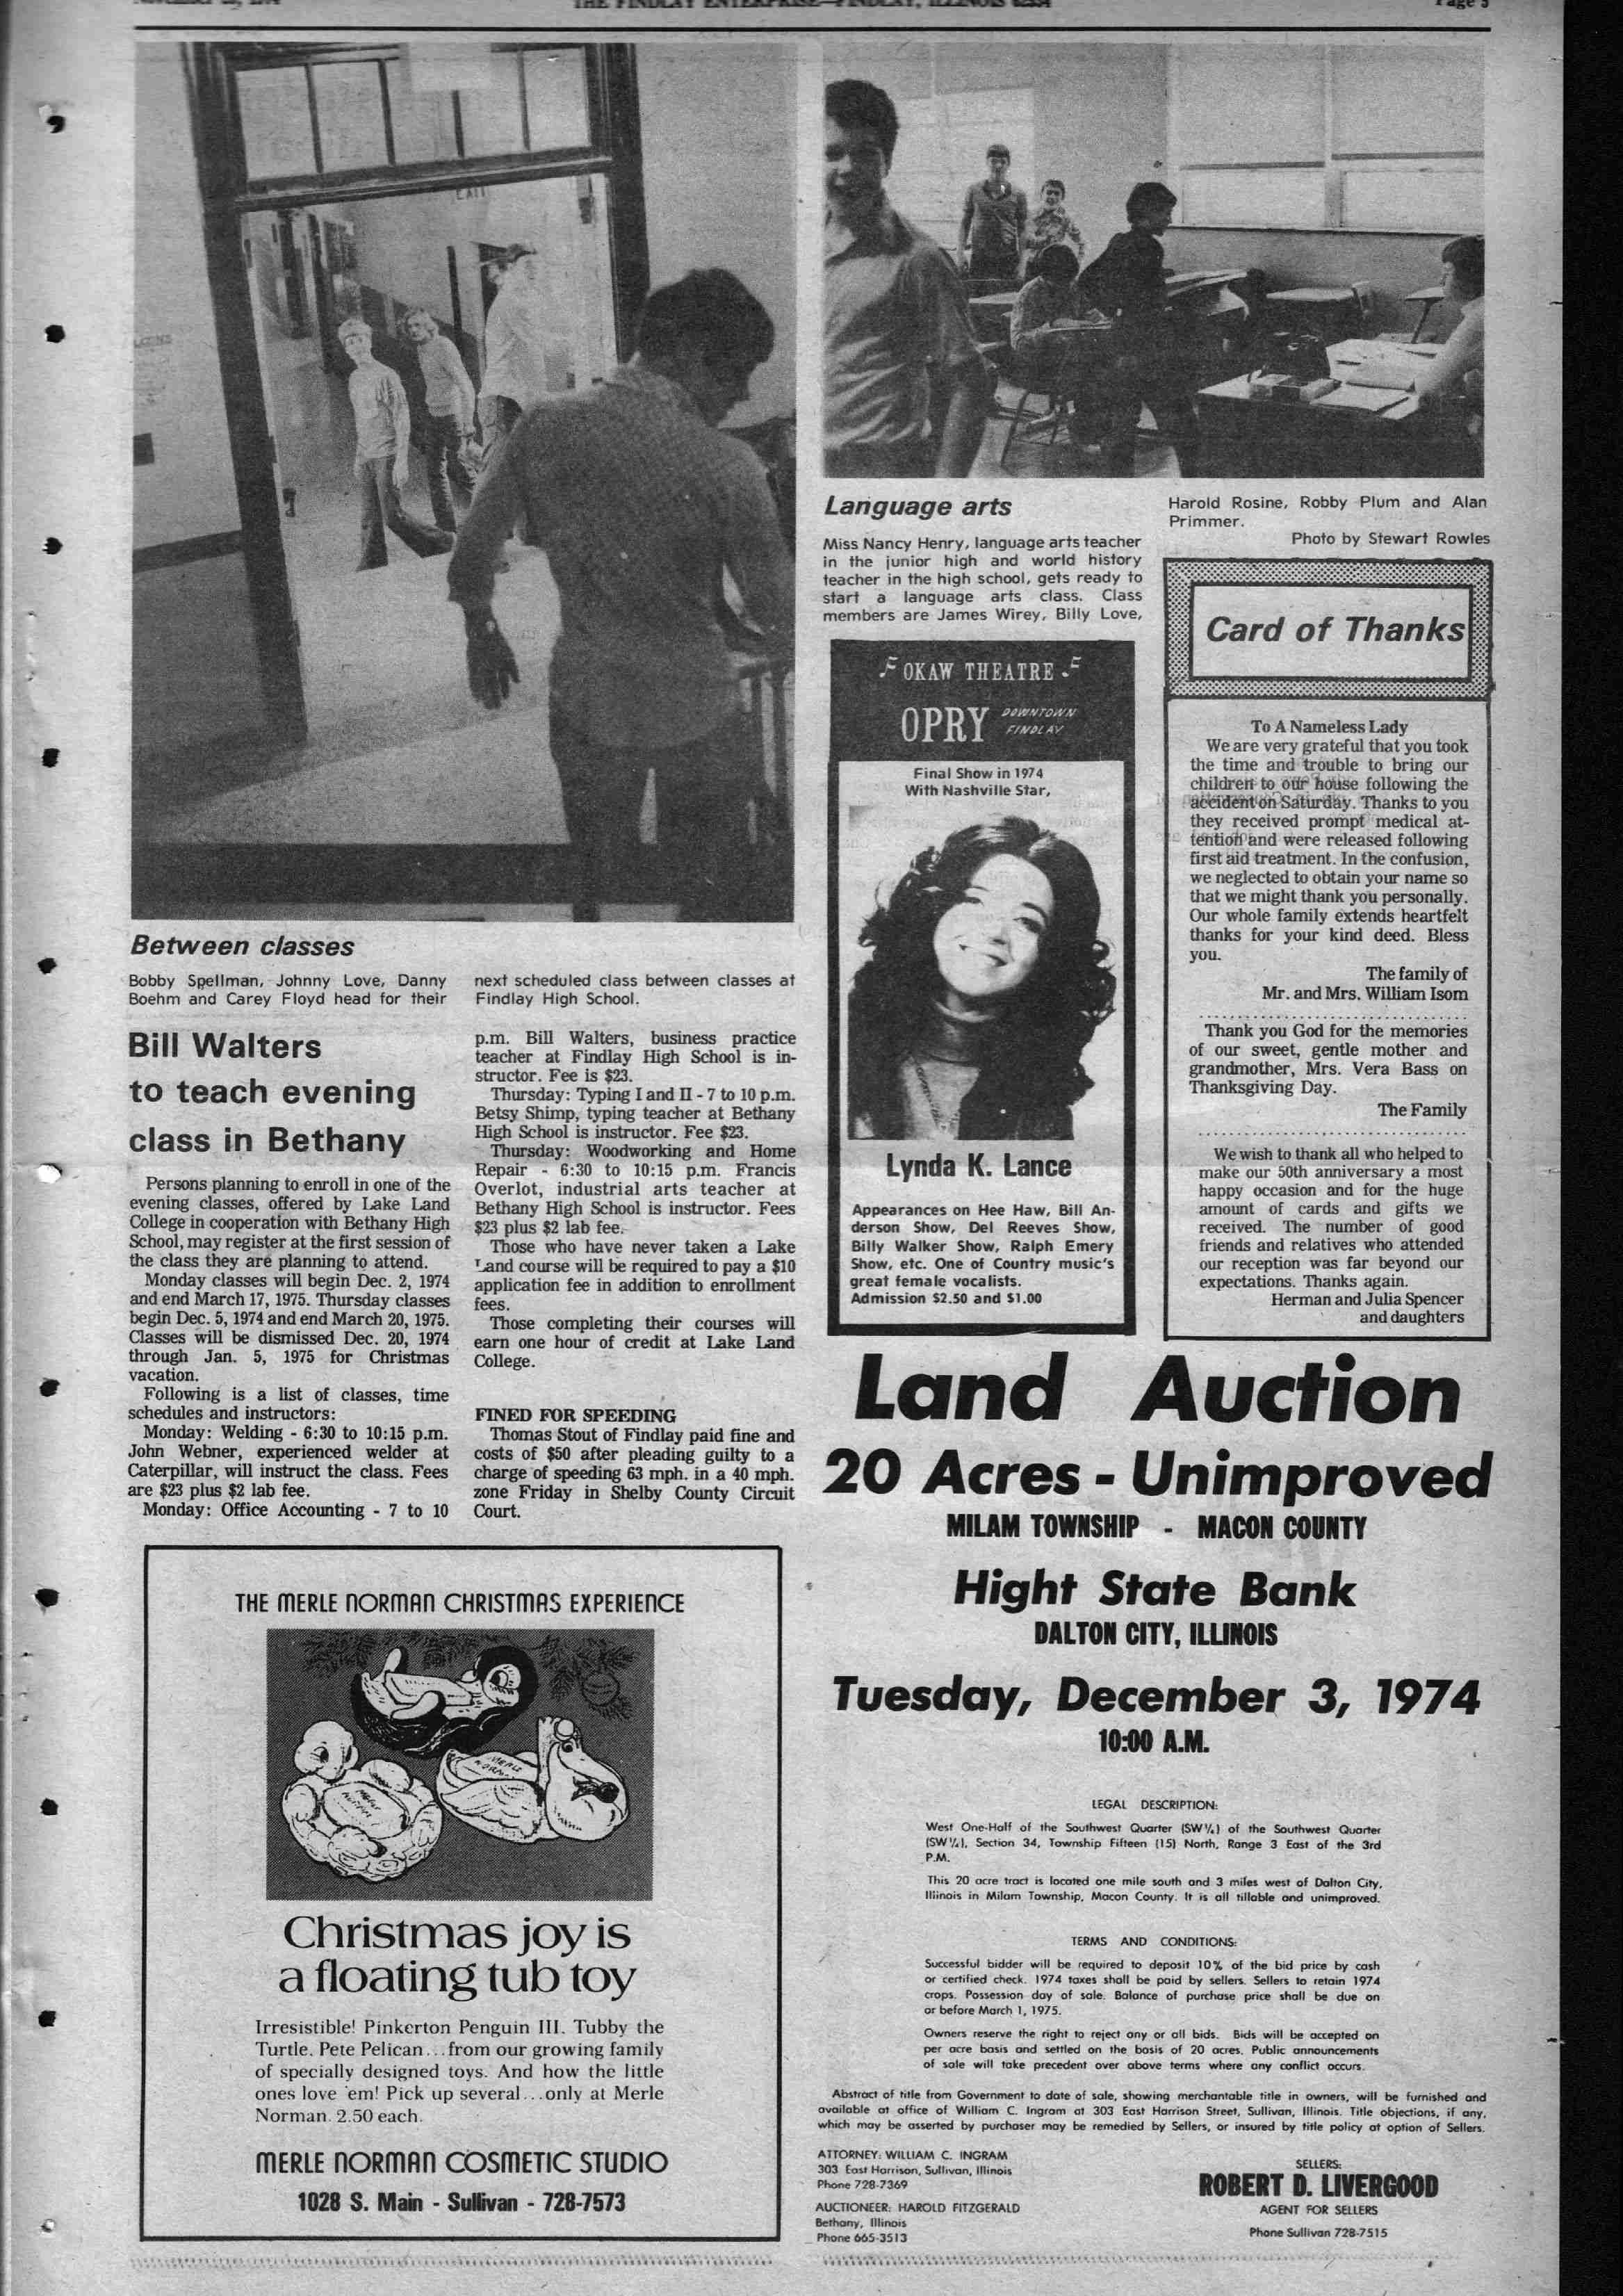 THE FINDLAY ENTERPRISE—FINDLAY, ILLINOIS
Page 5
EXIT
Language arts
Miss Nancy Henry, language arts teacher
in the junior high and world history
teacher in the high school, gets ready to
start a language arts class. Class
members are James Wirey, Billy Love,
Harold Rosine, Robby Plum and Alan
Primmer.
Photo by Stewart Rowles
Between classes
Bobby Spellman, Johnny Love, Danny
Boehm and Carey Floyd head for their
next scheduled class between classes at
Findlay High School.
Bill Walters
to teach evening
class in Bethany
Persons planning to enroll in one of the
evening classes, offered by Lake Land
College in cooperation with Bethany High
School, may register at the first session of
the class they are planning to attend.
Monday classes will begin Dec. 2, 1974
and end March 17, 1975. Thursday classes
begin Dec. 5, 1974 and end March 20, 1975.
Classes will be dismissed Dec. 20, 1974
through Jan. 5, 1975 for Christmas
vacation.
Following is a list of classes, time
schedules and instructors:
Monday: Welding - 6:30 to 10:15 p.m.
John Webner, experienced welder at
Caterpillar, will instruct the class. Fees
are $23 plus $2 lab fee.
Monday: Office Accounting - 7 to 10
p.m. Bill Walters, business practice
teacher at Findlay High School is in-
structor. Fee is $23.
Thursday: Typing I and II - 7 to 10 p.m.
Betsy Shimp, typing teacher at Bethany
High School is instructor. Fee $23.
Thursday: Woodworking and Home
Repair - 6:30 to 10:15 p.m. Francis
Overlot, industrial arts teacher at
Bethany High School is instructor. Fees
$23 plus $2 lab fee.
Those who have never taken a Lake
Land course will be required to pay a $10
application fee in addition to enrollment
fees.
Those completing their courses will
earn one hour of credit at Lake Land
College.
FINED FOR SPEEDING
Thomas Stout of Findlay paid fine and
costs of $50 after pleading guilty to a
charge of speeding 63 mph. in a 40 mph.
zone Friday in Shelby County Circuit
Court.
OKAW THEATRE
OPRY DOWNTOWN
FINDLAY
Final Show in 1974
With Nashville Star,
Lynda K. Lance
Appearances on Hee Haw, Bill An-
derson Show, Del Reeves Show,
Billy Walker Show, Ralph Emery
Show, etc. One of Country music's
great female vocalists.
Admission $2.50 and $1.00
Card of Thanks
To A Nameless Lady
We are very grateful that you took
the time and trouble to bring our
children to our house following the
accident on Saturday. Thanks to you
they received prompt medical at-
tention and were released following
first aid treatment. In the confusion,
we neglected to obtain your name so
that we might thank you personally.
Our whole family extends heartfelt
thanks for your kind deed. Bless
you.
The family of
Mr. and Mrs. William Isom
Thank you God for the memories
of our sweet, gentle mother and
grandmother, Mrs. Vera Bass on
Thanksgiving Day.
The Family
We wish to thank all who helped to
make our 50th anniversary a most
happy occasion and for the huge
amount of cards and gifts we
received. The number of good
friends and relatives who attended
our reception was far beyond our
expectations. Thanks again.
Herman and Julia Spencer
and daughters
THE MERLE NORMAN CHRISTMAS EXPERIENCE
MERLE NORMAN
Christmas joy is
a floating tub toy
Irresistible! Pinkerton Penguin III. Tubby the
Turtle. Pete Pelican...from our growing family
of specially designed toys. And how the little
ones love 'em! Pick up several...only at Merle
Norman. 2.50 each.
MERLE NORMAN COSMETIC STUDIO
1028 S. Main - Sullivan - 728-7573
Land Auction
20 Acres - Unimproved
MILAM TOWNSHIP - MACON COUNTY
Hight State Bank
DALTON CITY, ILLINOIS
Tuesday, December 3, 1974
10:00 A.M.
LEGAL DESCRIPTION:
West One-Half of the Southwest Quarter (SW¼) of the Southwest Quarter
(SW¼), Section 34, Township Fifteen (15) North, Range 3 East of the 3rd
P.M.
This 20 acre tract is located one mile south and 3 miles west of Dalton City,
Illinois in Milam Township, Macon County. It is all tillable and unimproved.
TERMS AND CONDITIONS:
Successful bidder will be required to deposit 10% of the bid price by cash
or certified check. 1974 taxes shall be paid by sellers. Sellers to retain 1974
crops. Possession day of sale. Balance of purchase price shall be due on
or before March 1, 1975.
Owners reserve the right to reject any or all bids. Bids will be accepted on
per acre basis and settled on the basis of 20 acres. Public announcements
of sale will take precedent over above terms where any conflict occurs.
Abstract of title from Government to date of sale, showing merchantable title in owners, will be furnished and
available at office of William C. Ingram at 303 East Harrison Street, Sullivan, Illinois. Title objections, if any,
which may be asserted by purchaser may be remedied by Sellers, or insured by title policy at option of Sellers.
ATTORNEY: WILLIAM C. INGRAM
303 East Harrison, Sullivan, Illinois
Phone 728-7369
AUCTIONEER: HAROLD FITZGERALD
Bethany, Illinois
Phone 665-3513
SELLERS:
ROBERT D. LIVERGOOD
AGENT FOR SELLERS
Phone Sullivan 728-7515